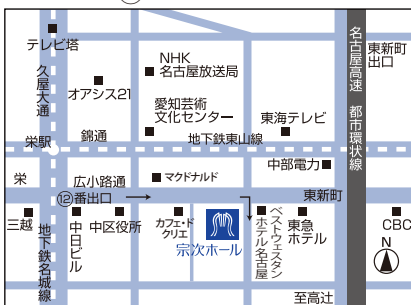 テレビ塔
久屋大通
オアシス21
NHK
名古屋放送局
愛知芸術
文化センター
東海テレビ
名古屋高速 都市環状線
東新町
出口
栄駅
錦通
地下鉄東山線
中部電力
栄
広小路通
マクドナルド
東新町
⑫番出口
三越
地下鉄名城線
中日ビル
中区役所
カフェ・ド
クリエ
宗次ホール
ベストウェスタン
ホテル名古屋
東急
ホテル
CBC
N
至高辻